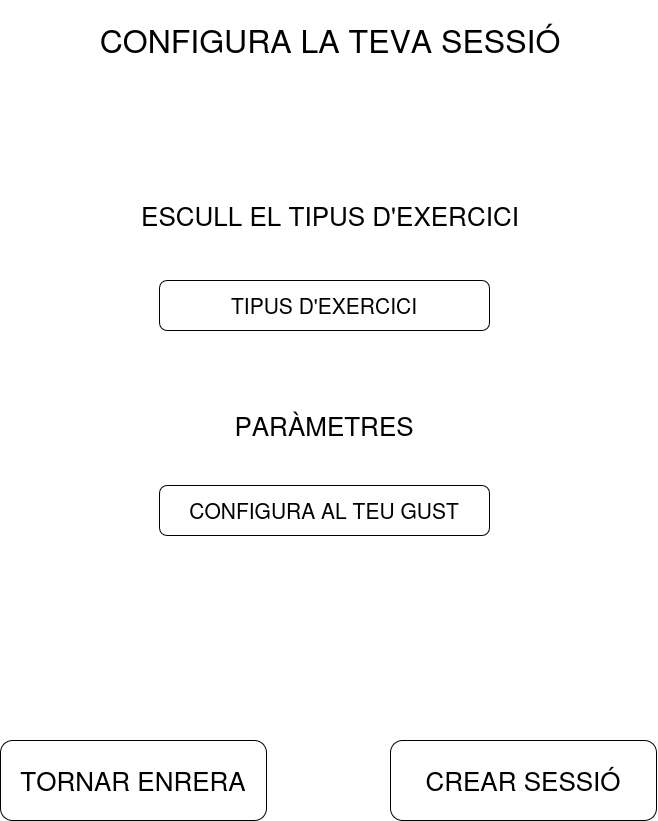 CONFIGURA LA TEVA SESSIÓ
ESCULL EL TIPUS D'EXERCICI
TIPUS D'EXERCICI
PARÀMETRES
CONFIGURA AL TEU GUST
TORNAR ENRERA
CREAR SESSIÓ